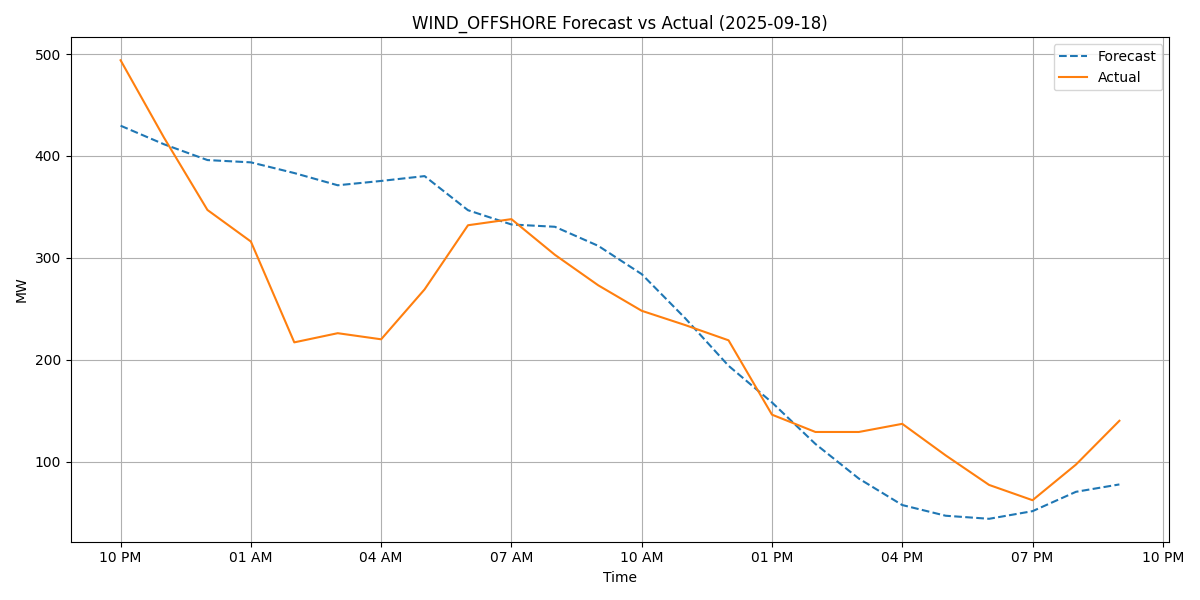 WIND_OFFSHORE Forecast vs Actual (2025-09-18)
Forecast
Actual
500
400
300
200
100
MW
10 PM 01 AM 04 AM 07 AM 10 AM 01 PM 04 PM 07 PM 10 PM
Time